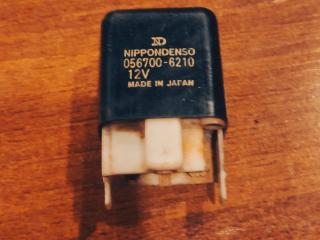 ND
NIPPONDENSO
056700-6210
12V
MADE IN JAPAN